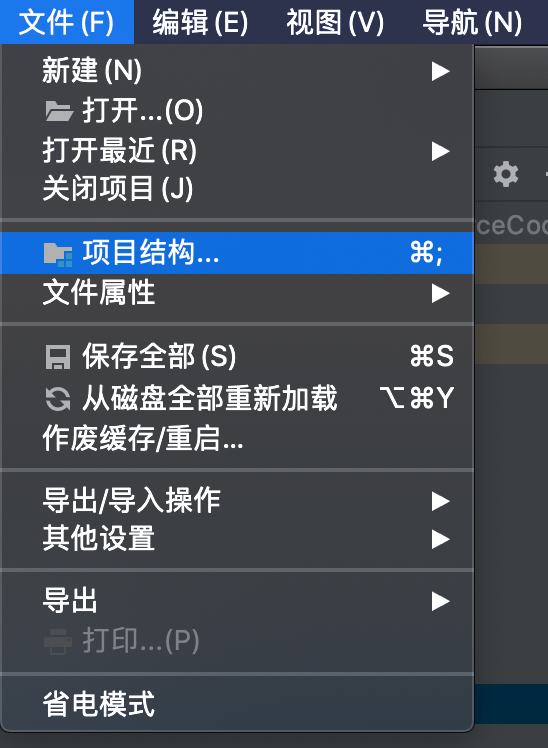 文件(F) 编辑(E) 视图(V) 导航(N)
新建(N)
打开...(O)
打开最近(R)
关闭项目(J)
项目结构... ⌘;
文件属性
保存全部(S) ⌘S
从磁盘全部重新加载 ⌥⌘Y
作废缓存/重启...
导出/导入操作
其他设置
导出
打印...(P)
省电模式